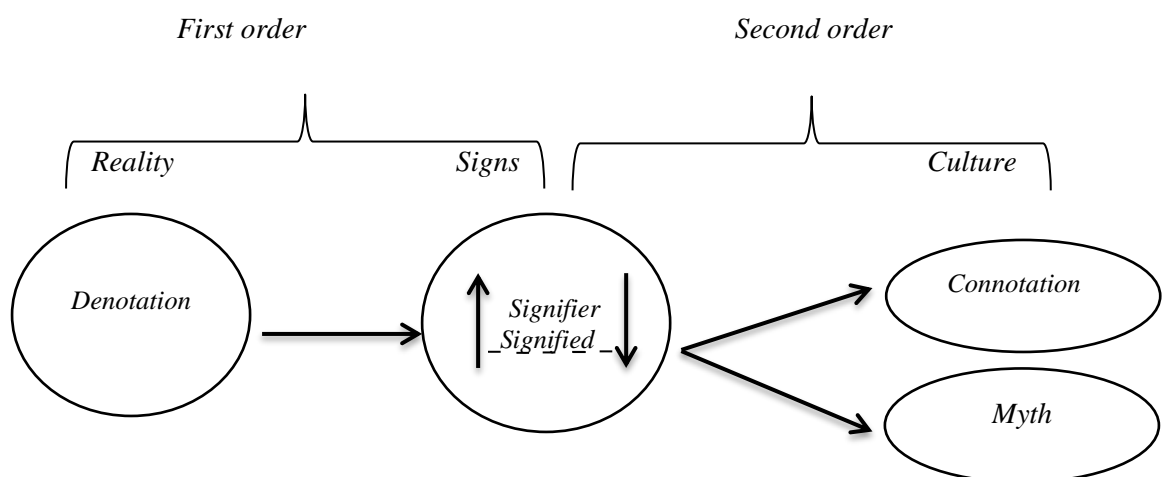 First order Second order
Reality Signs Culture
Denotation
Signifier
Signified
Connotation
Myth